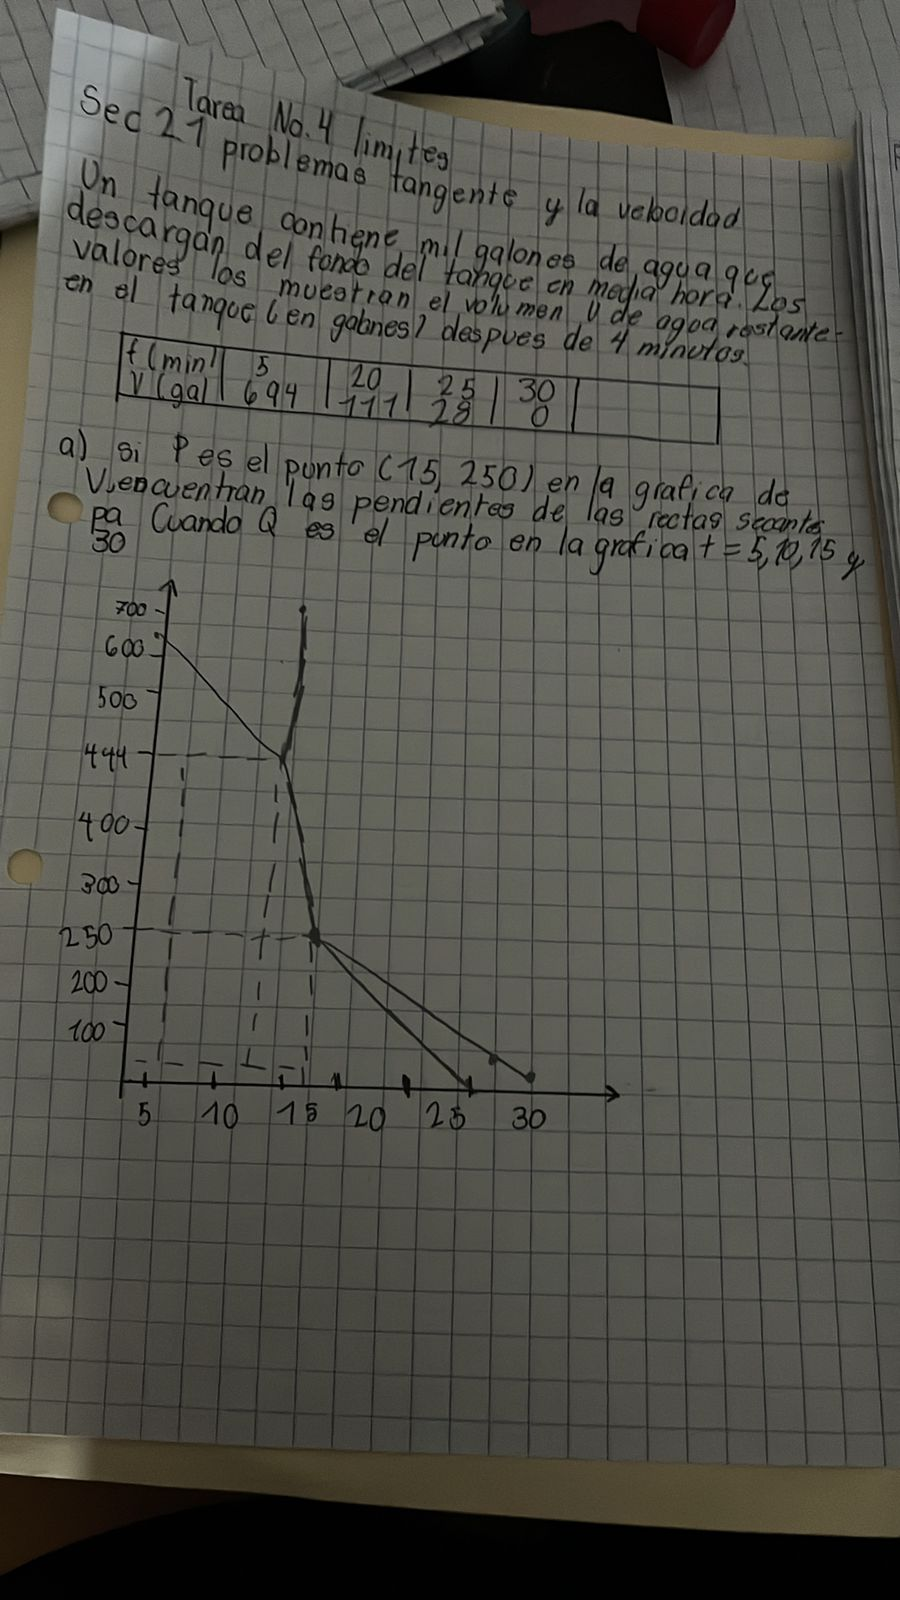 Tarea No. 4 limites
Sec 21 problemas tangente y la velocidad
Un tanque contiene mil galones de agua que
descargan del fondo del tanque en media hora. Los
valores los muestran el volumen v de agua restante
en el tanque (en galones) despues de 4 minutos.
t (min) 5 20 25 30
V (gal 694 111 28 0
a) si P es el punto (15, 250) en la grafica de
V, encuentran las pendientes de las rectas secantes
pa Cuando Q es el punto en la grafica t = 5, 10, 15 y
30
700
600
500
444
400
300
250
200
100
5 10 15 20 25 30